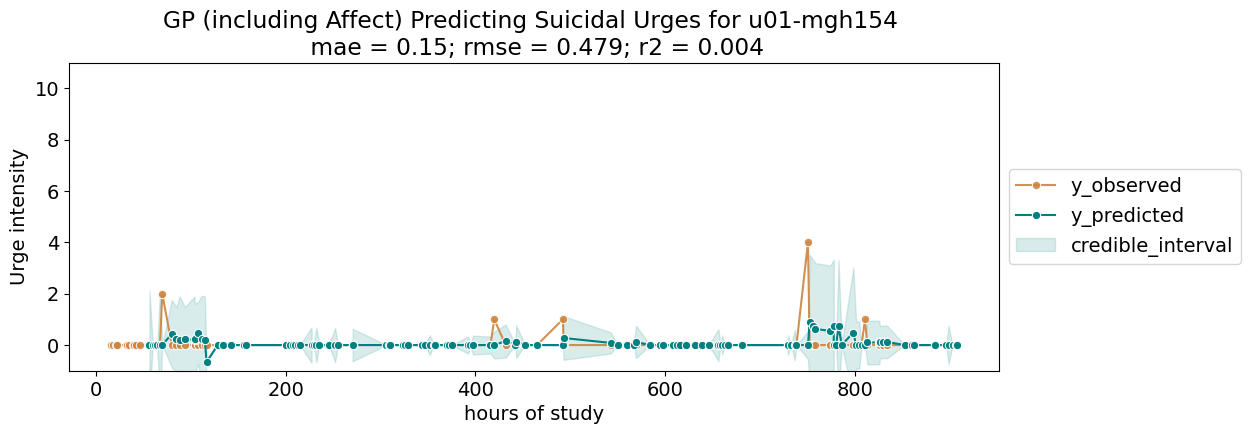 GP (including Affect) Predicting Suicidal Urges for u01-mgh154
mae = 0.15; rmse = 0.479; r2 = 0.004
Urge intensity
10
8
6
4
2
0
0 200 400 600 800
hours of study
y_observed
y_predicted
credible_interval